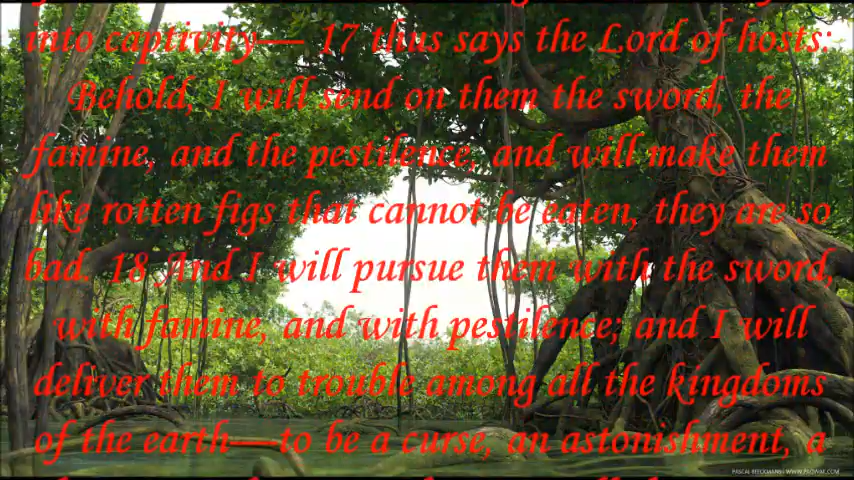 into captivity— 17 thus says the Lord of hosts:
Behold, I will send on them the sword, the
famine, and the pestilence, and will make them
like rotten figs that cannot be eaten, they are so
bad. 18 And I will pursue them with the sword,
with famine, and with pestilence; and I will
deliver them to trouble among all the kingdoms
of the earth—to be a curse, an astonishment, a